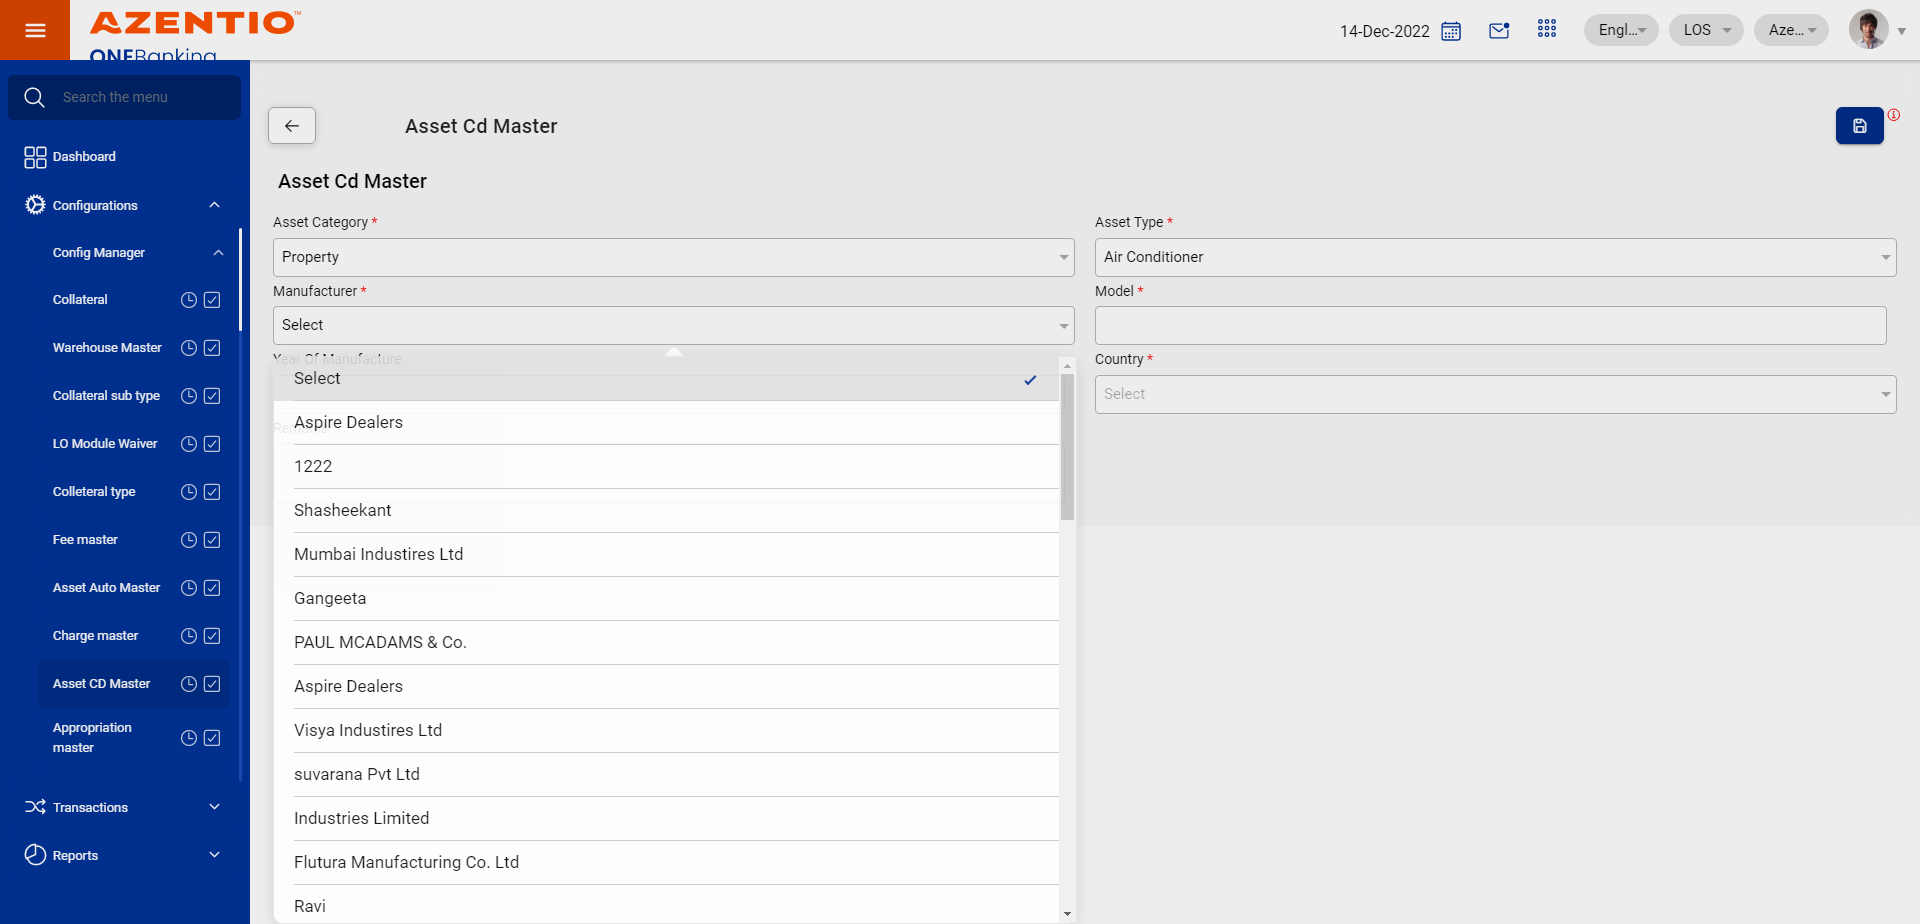 AZENTIO™
ONEBanking
14-Dec-2022
Engl...
LOS
Aze...
Search the menu
Dashboard
Configurations
Config Manager
Collateral
Warehouse Master
Collateral sub type
LO Module Waiver
Colleteral type
Fee master
Asset Auto Master
Charge master
Asset CD Master
Appropriation
master
Transactions
Reports
Asset Cd Master
Asset Cd Master
Asset Category *
Property
Asset Type *
Air Conditioner
Manufacturer *
Select
Model *
Year Of Manufacture
Country *
Select
Select
Aspire Dealers
1222
Shasheekant
Mumbai Industires Ltd
Gangeeta
PAUL MCADAMS & Co.
Aspire Dealers
Visya Industires Ltd
suvarana Pvt Ltd
Industries Limited
Flutura Manufacturing Co. Ltd
Ravi